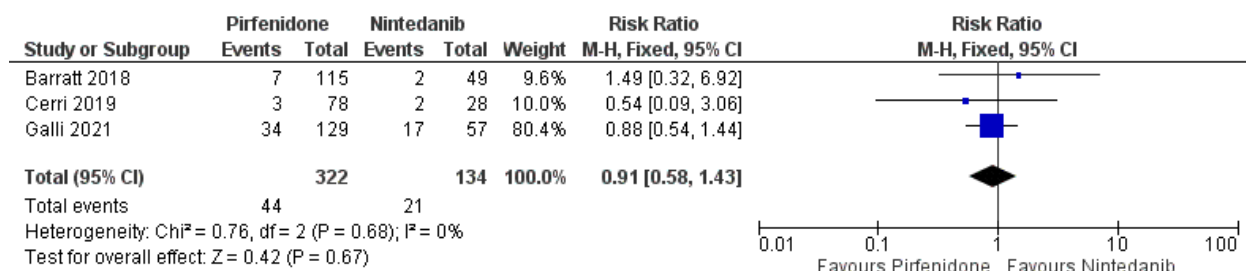 Pirfenidone Nintedanib Risk Ratio Risk Ratio
Study or Subgroup Events Total Events Total Weight M-H, Fixed, 95% CI M-H, Fixed, 95% CI
Barratt 2018 7 115 2 49 9.6% 1.49 [0.32, 6.92]
Cerri 2019 3 78 2 28 10.0% 0.54 [0.09, 3.06]
Galli 2021 34 129 17 57 80.4% 0.88 [0.54, 1.44]
Total (95% CI) 322 134 100.0% 0.91 [0.58, 1.43]
Total events 44 21
Heterogeneity: Chi² = 0.76, df = 2 (P = 0.68); I² = 0%
Test for overall effect: Z = 0.42 (P = 0.67)
0.01 0.1 1 10 100
Favours Pirfenidone Favours Nintedanib